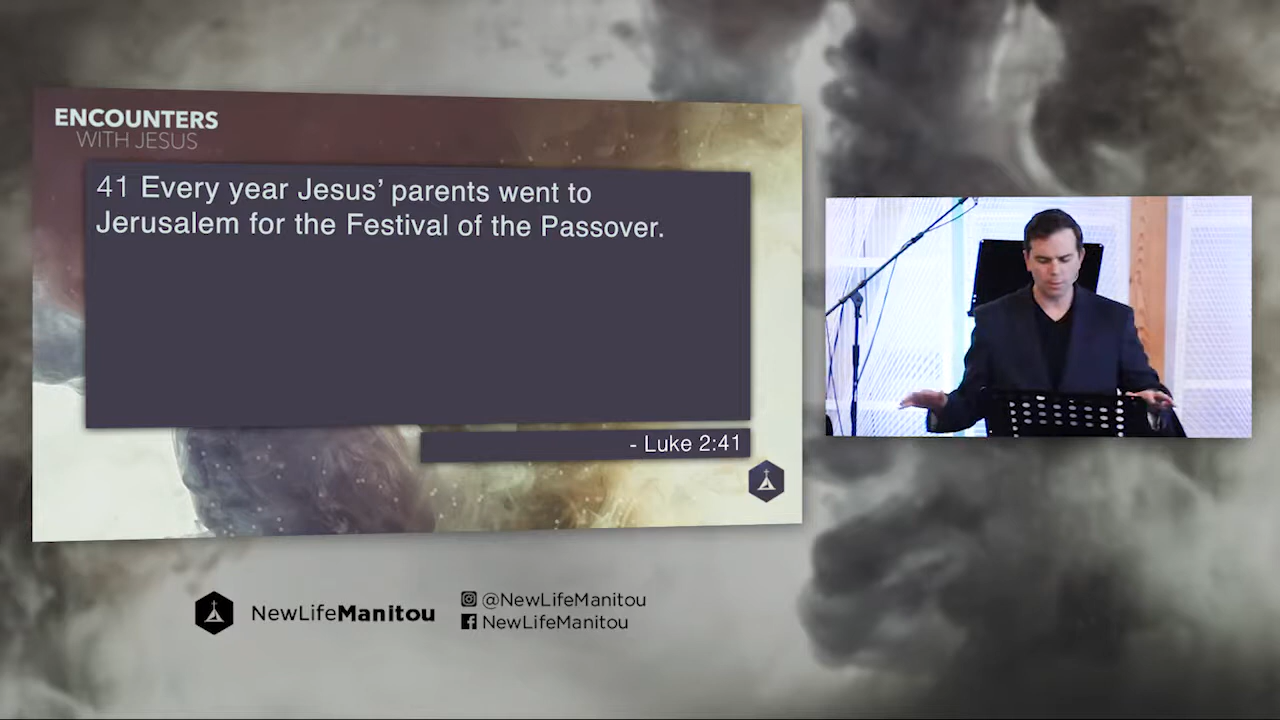 ENCOUNTERS
WITH JESUS
41 Every year Jesus’ parents went to
Jerusalem for the Festival of the Passover.
- Luke 2:41
NewLifeManitou
@NewLifeManitou
NewLifeManitou